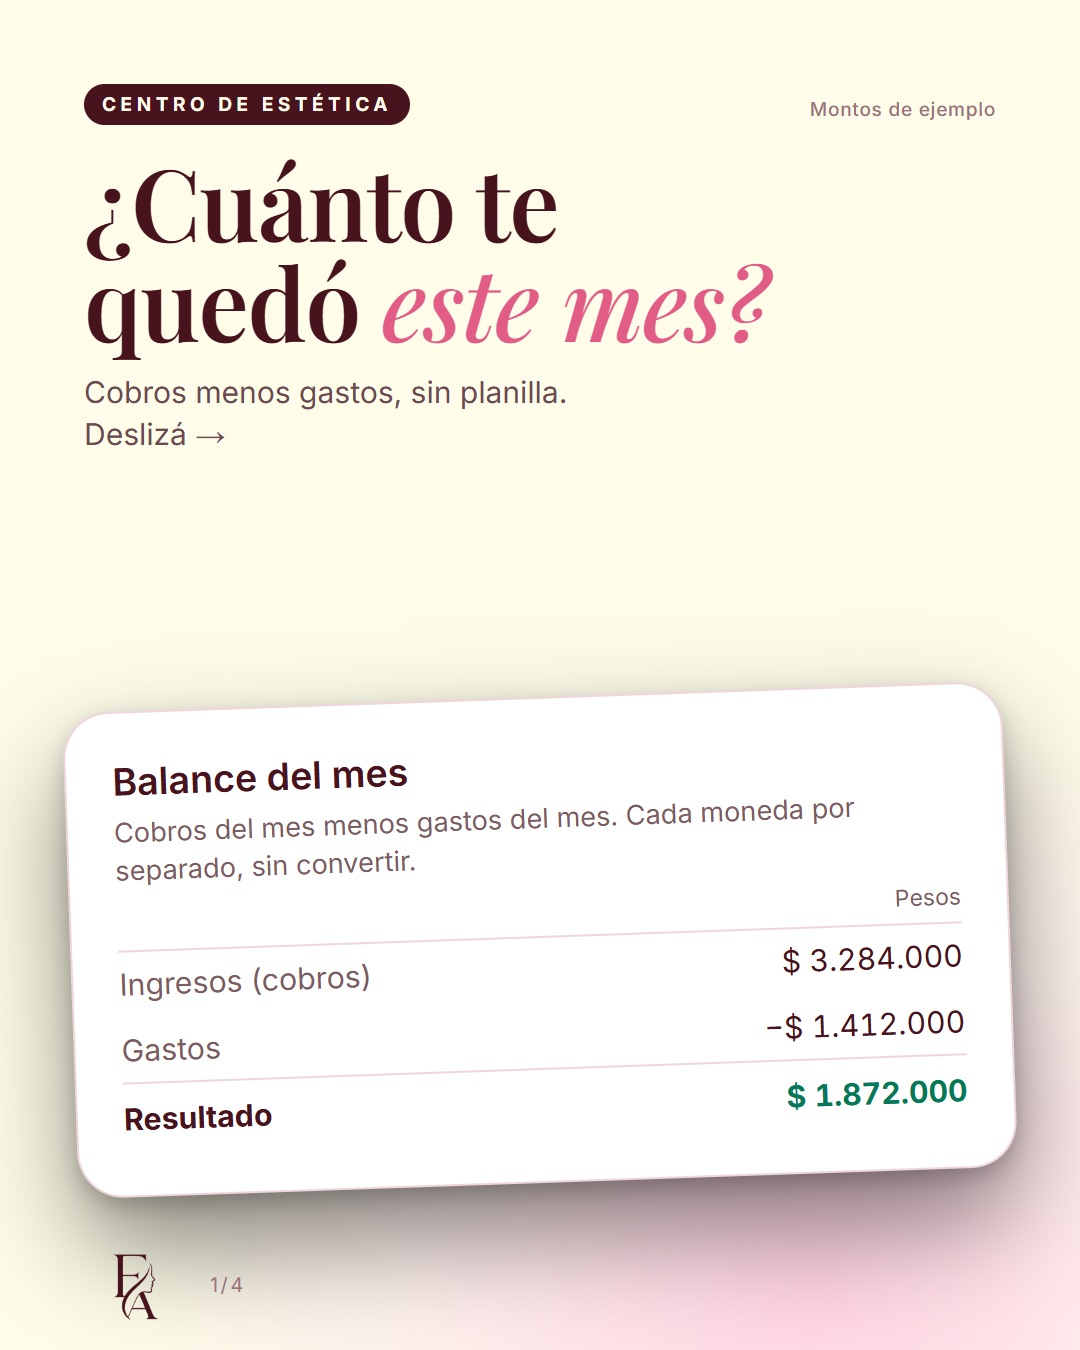 CENTRO DE ESTÉTICA
Montos de ejemplo
¿Cuánto te
quedó este mes?
Cobros menos gastos, sin planilla.
Deslizá →
Balance del mes
Cobros del mes menos gastos del mes. Cada moneda por
separado, sin convertir.
Pesos
Ingresos (cobros) $ 3.284.000
Gastos −$ 1.412.000
Resultado $ 1.872.000
EA
1/4